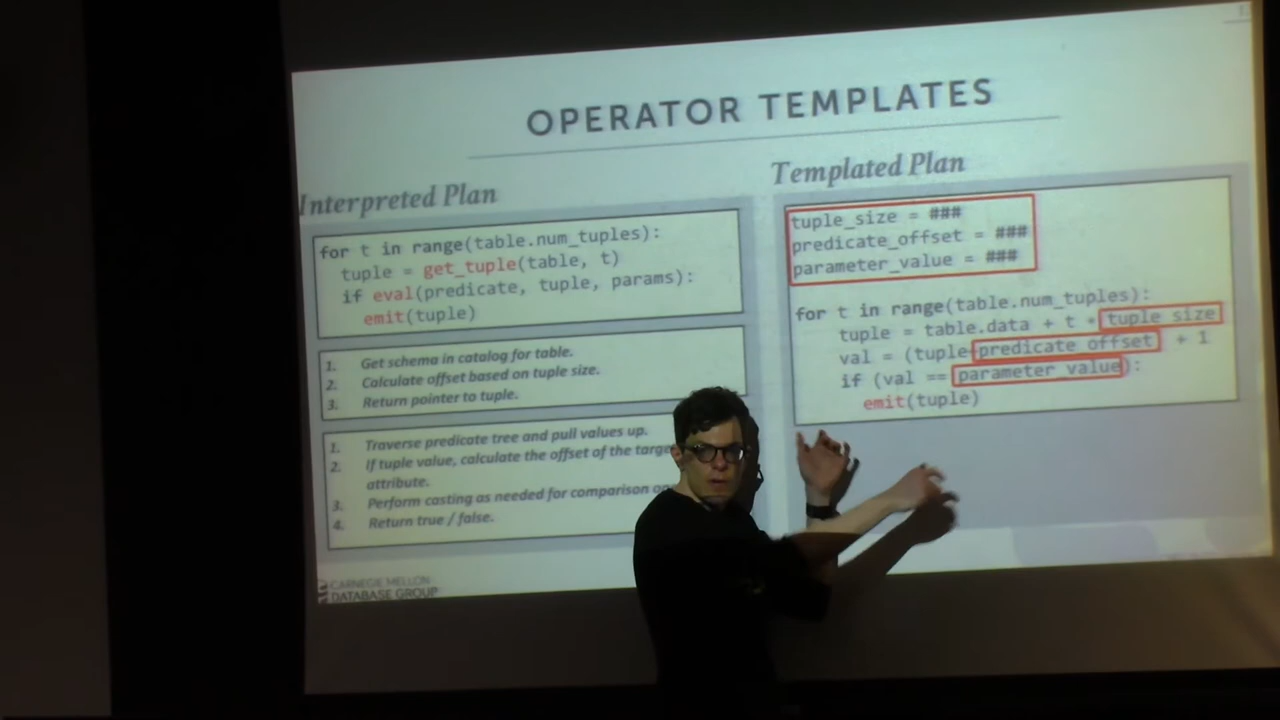 OPERATOR TEMPLATES
Interpreted Plan
for t in range(table.num_tuples):
tuple = get_tuple(table, t)
if eval(predicate, tuple, params):
emit(tuple)
1. Get schema in catalog for table.
2. Calculate offset based on tuple size.
3. Return pointer to tuple.
1. Traverse predicate tree and pull values up.
2. If tuple value, calculate the offset of the target
attribute.
3. Perform casting as needed for comparison
4. Return true / false.
Templated Plan
tuple_size = ###
predicate_offset = ###
parameter_value = ###
for t in range(table.num_tuples):
tuple = table.data + t * tuple_size
val = (tuple+predicate_offset) + 1
if (val == parameter_value):
emit(tuple)
CARNEGIE MELLON
DATABASE GROUP